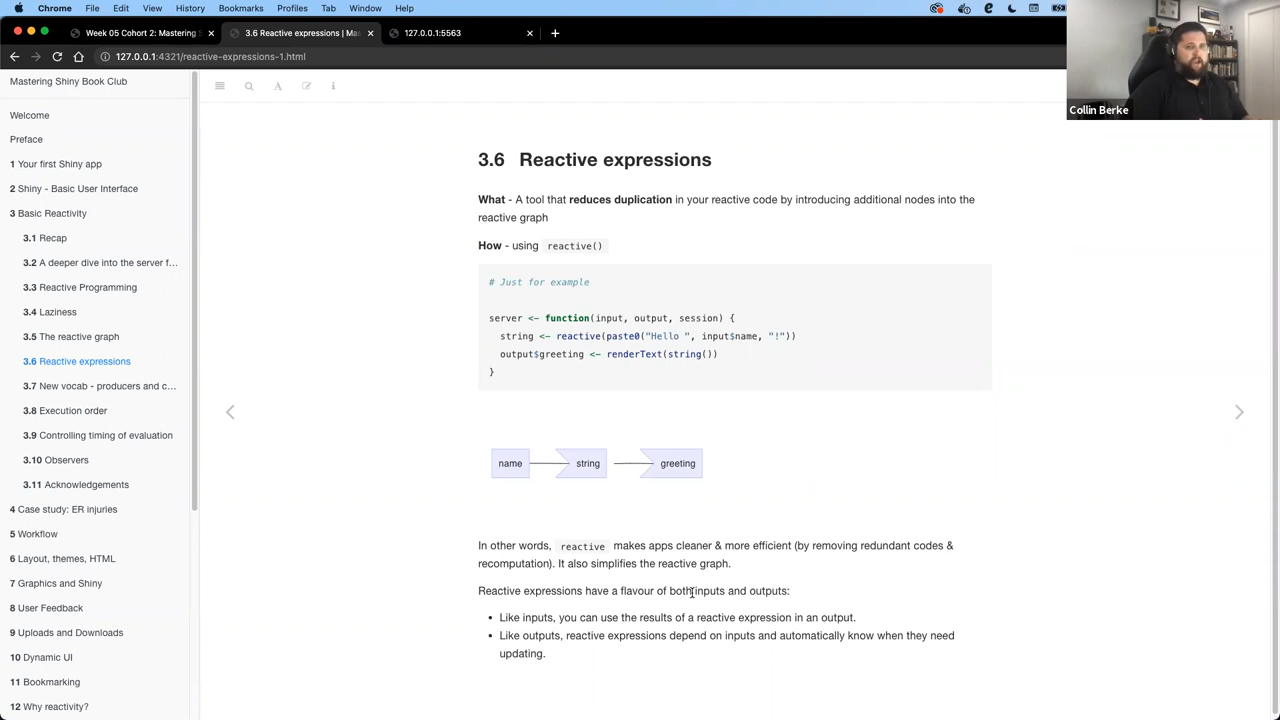 Chrome File Edit View History Bookmarks Profiles Tab Window Help
Week 05 Cohort 2: Mastering S
3.6 Reactive expressions | Ma
127.0.0.1:5563
127.0.0.1:4321/reactive-expressions-1.html
Collin Berke
Mastering Shiny Book Club
Welcome
Preface
1 Your first Shiny app
2 Shiny - Basic User Interface
3 Basic Reactivity
3.1 Recap
3.2 A deeper dive into the server f...
3.3 Reactive Programming
3.4 Laziness
3.5 The reactive graph
3.6 Reactive expressions
3.7 New vocab - producers and c...
3.8 Execution order
3.9 Controlling timing of evaluation
3.10 Observers
3.11 Acknowledgements
4 Case study: ER injuries
5 Workflow
6 Layout, themes, HTML
7 Graphics and Shiny
8 User Feedback
9 Uploads and Downloads
10 Dynamic UI
11 Bookmarking
12 Why reactivity?
3.6 Reactive expressions
What - A tool that reduces duplication in your reactive code by introducing additional nodes into the
reactive graph
How - using reactive()
# Just for example
server <- function(input, output, session) {
string <- reactive(paste0("Hello ", input$name, "!"))
output$greeting <- renderText(string())
}
name string greeting
In other words, reactive makes apps cleaner & more efficient (by removing redundant codes &
recomputation). It also simplifies the reactive graph.
Reactive expressions have a flavour of both inputs and outputs:
• Like inputs, you can use the results of a reactive expression in an output.
• Like outputs, reactive expressions depend on inputs and automatically know when they need
updating.